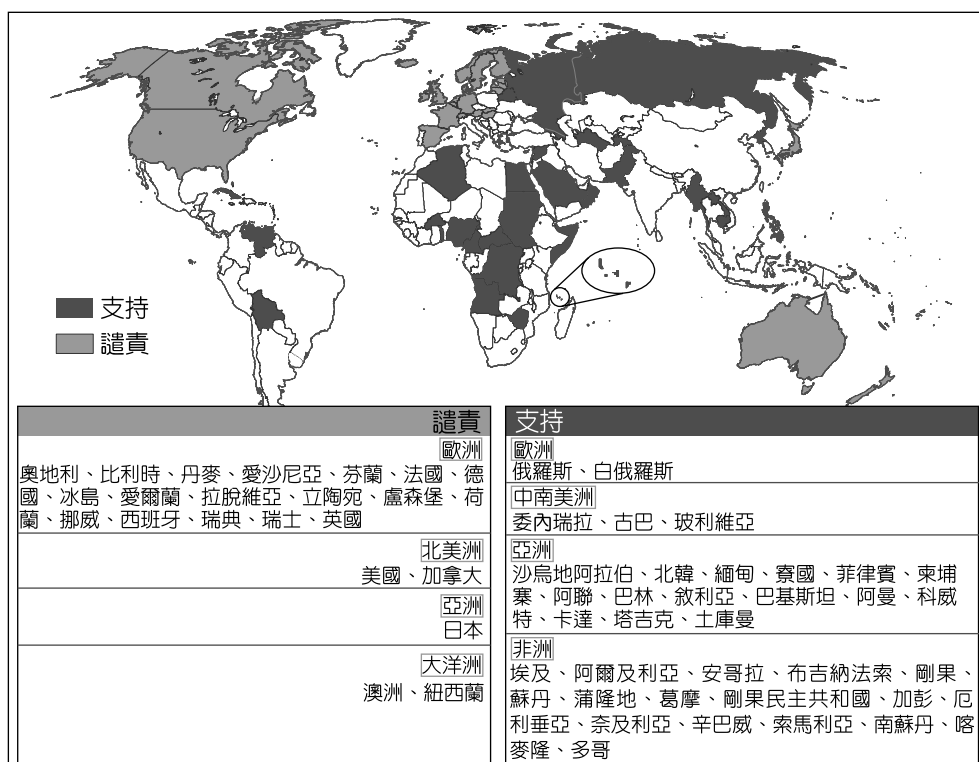 支持
譴責
譴責
歐洲
奧地利、比利時、丹麥、愛沙尼亞、芬蘭、法國、德
國、冰島、愛爾蘭、拉脫維亞、立陶宛、盧森堡、荷
蘭、挪威、西班牙、瑞典、瑞士、英國
北美洲
美國、加拿大
亞洲
日本
大洋洲
澳洲、紐西蘭
支持
歐洲
俄羅斯、白俄羅斯
中南美洲
委內瑞拉、古巴、玻利維亞
亞洲
沙烏地阿拉伯、北韓、緬甸、寮國、菲律賓、柬埔
寨、阿聯、巴林、敘利亞、巴基斯坦、阿曼、科威
特、卡達、塔吉克、土庫曼
非洲
埃及、阿爾及利亞、安哥拉、布吉納法索、剛果、
蘇丹、蒲隆地、葛摩、剛果民主共和國、加彭、厄
利垂亞、奈及利亞、辛巴威、索馬利亞、南蘇丹、喀
麥隆、多哥